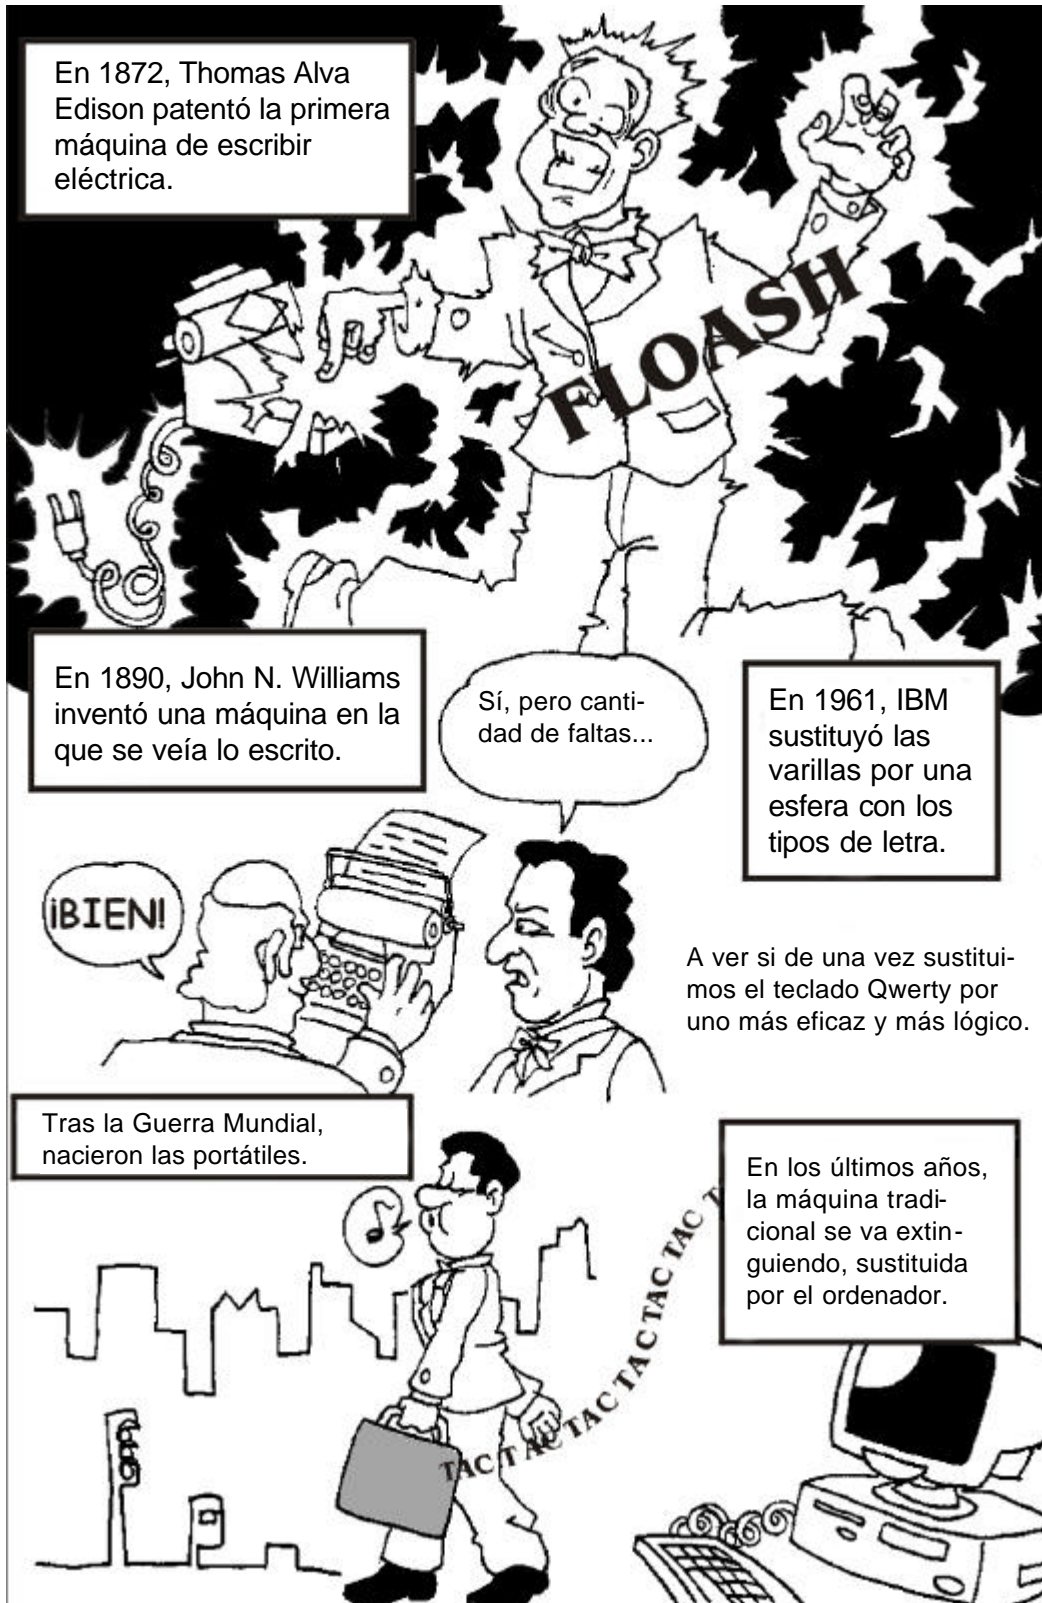 En 1872, Thomas Alva
Edison patentó la primera
máquina de escribir
eléctrica.
FLOASH
En 1890, John N. Williams
inventó una máquina en la
que se veía lo escrito.
Sí, pero canti-
dad de faltas...
En 1961, IBM
sustituyó las
varillas por una
esfera con los
tipos de letra.
¡BIEN!
A ver si de una vez sustitui-
mos el teclado Qwerty por
uno más eficaz y más lógico.
Tras la Guerra Mundial,
nacieron las portátiles.
En los últimos años,
la máquina tradi-
cional se va extin-
guiendo, sustituida
por el ordenador.
TAC TAC TAC TAC TAC TAC TAC TAC T